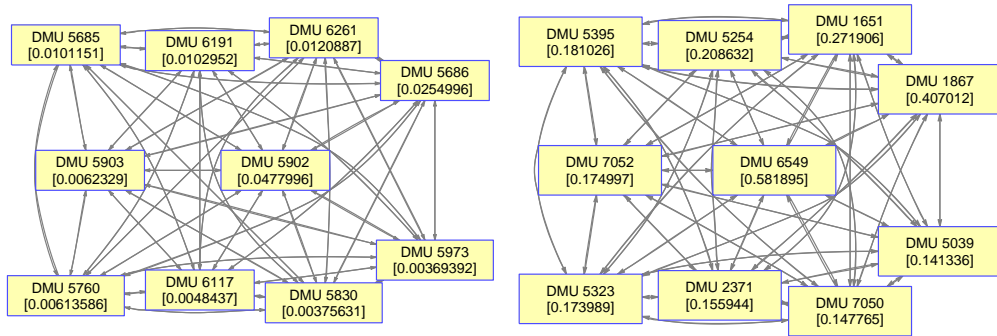 DMU 5685
[0.0101151]
DMU 6191
[0.0102952]
DMU 6261
[0.0120887]
DMU 5686
[0.0254996]
DMU 5903
[0.0062329]
DMU 5902
[0.0477996]
DMU 5973
[0.00369392]
DMU 5760
[0.00613586]
DMU 6117
[0.0048437]
DMU 5830
[0.00375631]
DMU 5395
[0.181026]
DMU 5254
[0.208632]
DMU 1651
[0.271906]
DMU 1867
[0.407012]
DMU 7052
[0.174997]
DMU 6549
[0.581895]
DMU 5039
[0.141336]
DMU 5323
[0.173989]
DMU 2371
[0.155944]
DMU 7050
[0.147765]